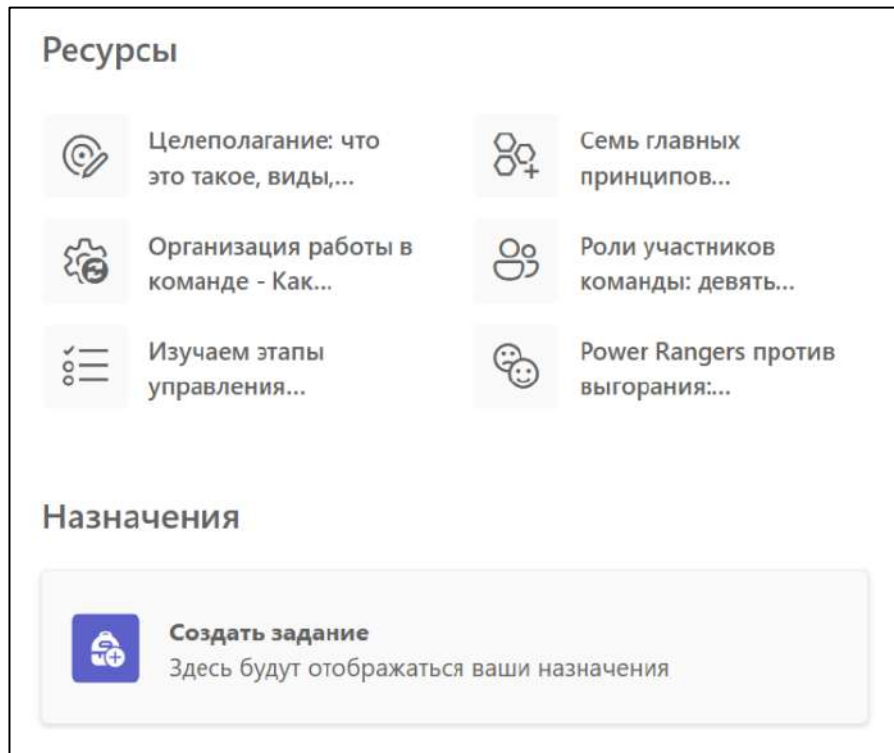 Ресурсы
Целеполагание: что
это такое, виды,...
Семь главных
принципов...
Организация работы в
команде - Как...
Роли участников
команды: девять...
Изучаем этапы
управления...
Power Rangers против
выгорания:...
Назначения
Создать задание
Здесь будут отображаться ваши назначения